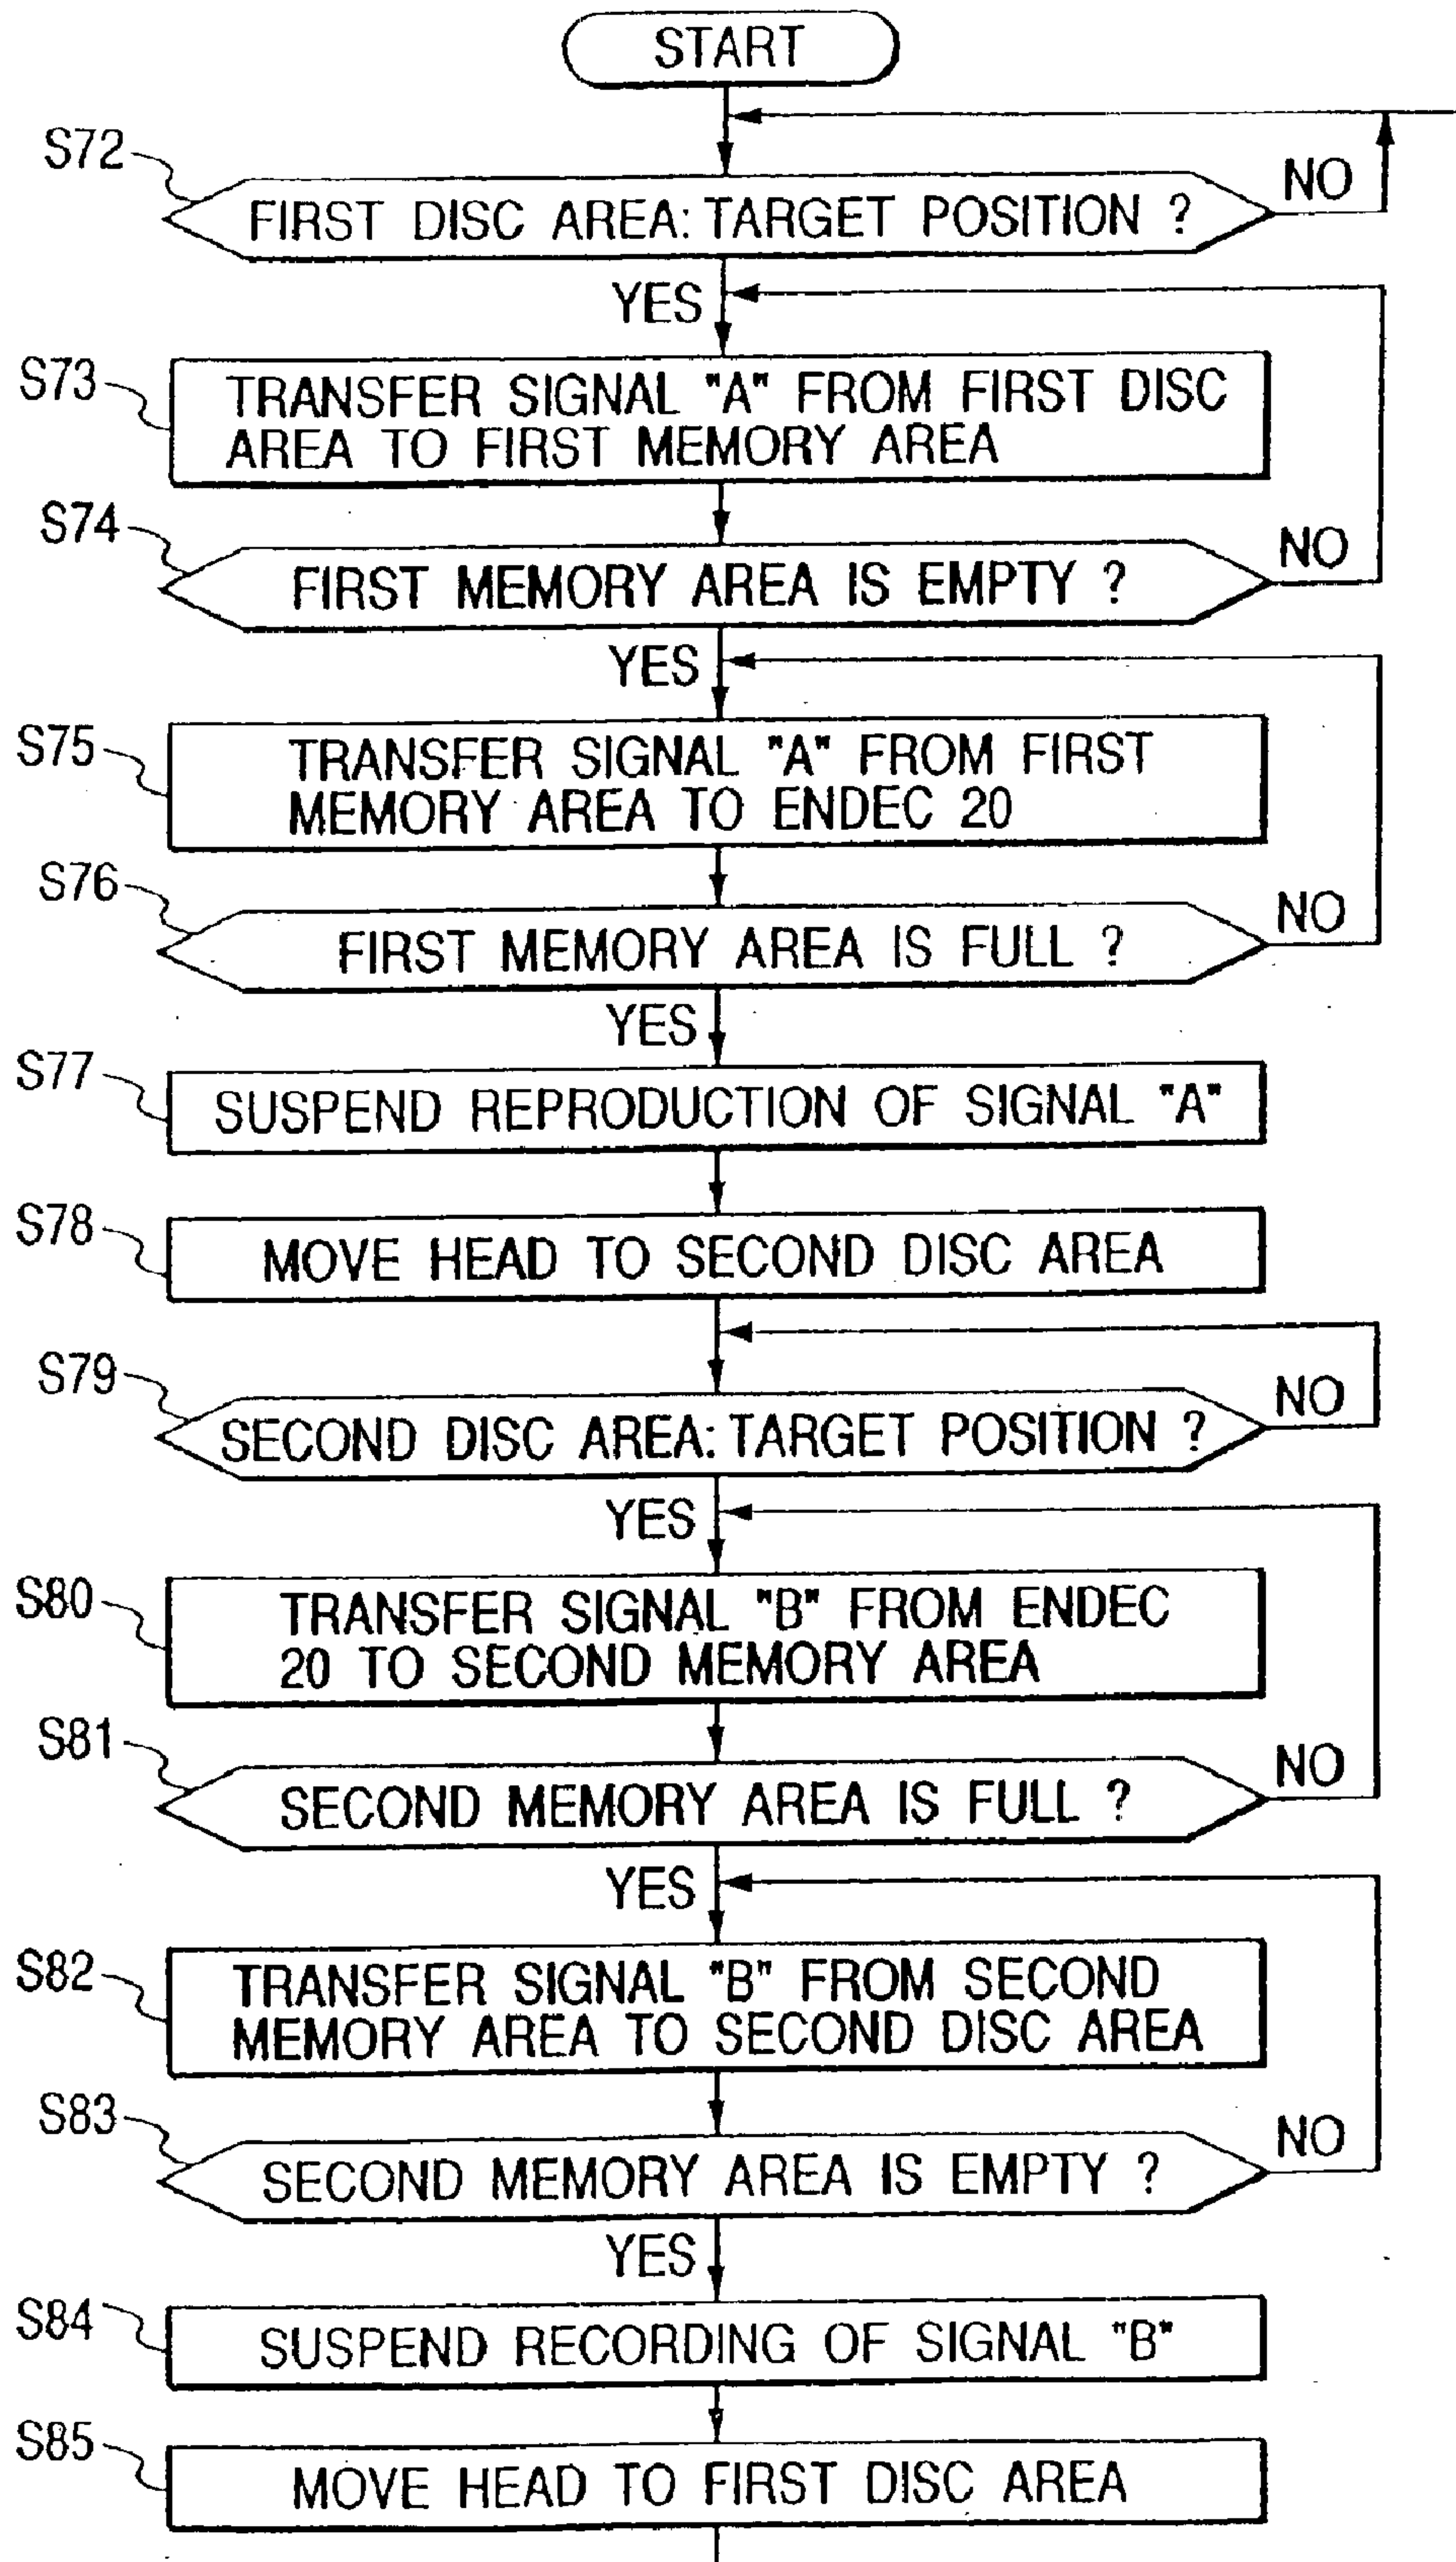 START
S72
FIRST DISC AREA: TARGET POSITION ?
NO
YES
S73
TRANSFER SIGNAL "A" FROM FIRST DISC
AREA TO FIRST MEMORY AREA
S74
FIRST MEMORY AREA IS EMPTY ?
NO
YES
S75
TRANSFER SIGNAL "A" FROM FIRST
MEMORY AREA TO ENDEC 20
S76
FIRST MEMORY AREA IS FULL ?
NO
YES
S77
SUSPEND REPRODUCTION OF SIGNAL "A"
S78
MOVE HEAD TO SECOND DISC AREA
S79
SECOND DISC AREA: TARGET POSITION ?
NO
YES
S80
TRANSFER SIGNAL "B" FROM ENDEC
20 TO SECOND MEMORY AREA
S81
SECOND MEMORY AREA IS FULL ?
NO
YES
S82
TRANSFER SIGNAL "B" FROM SECOND
MEMORY AREA TO SECOND DISC AREA
S83
SECOND MEMORY AREA IS EMPTY ?
NO
YES
S84
SUSPEND RECORDING OF SIGNAL "B"
S85
MOVE HEAD TO FIRST DISC AREA